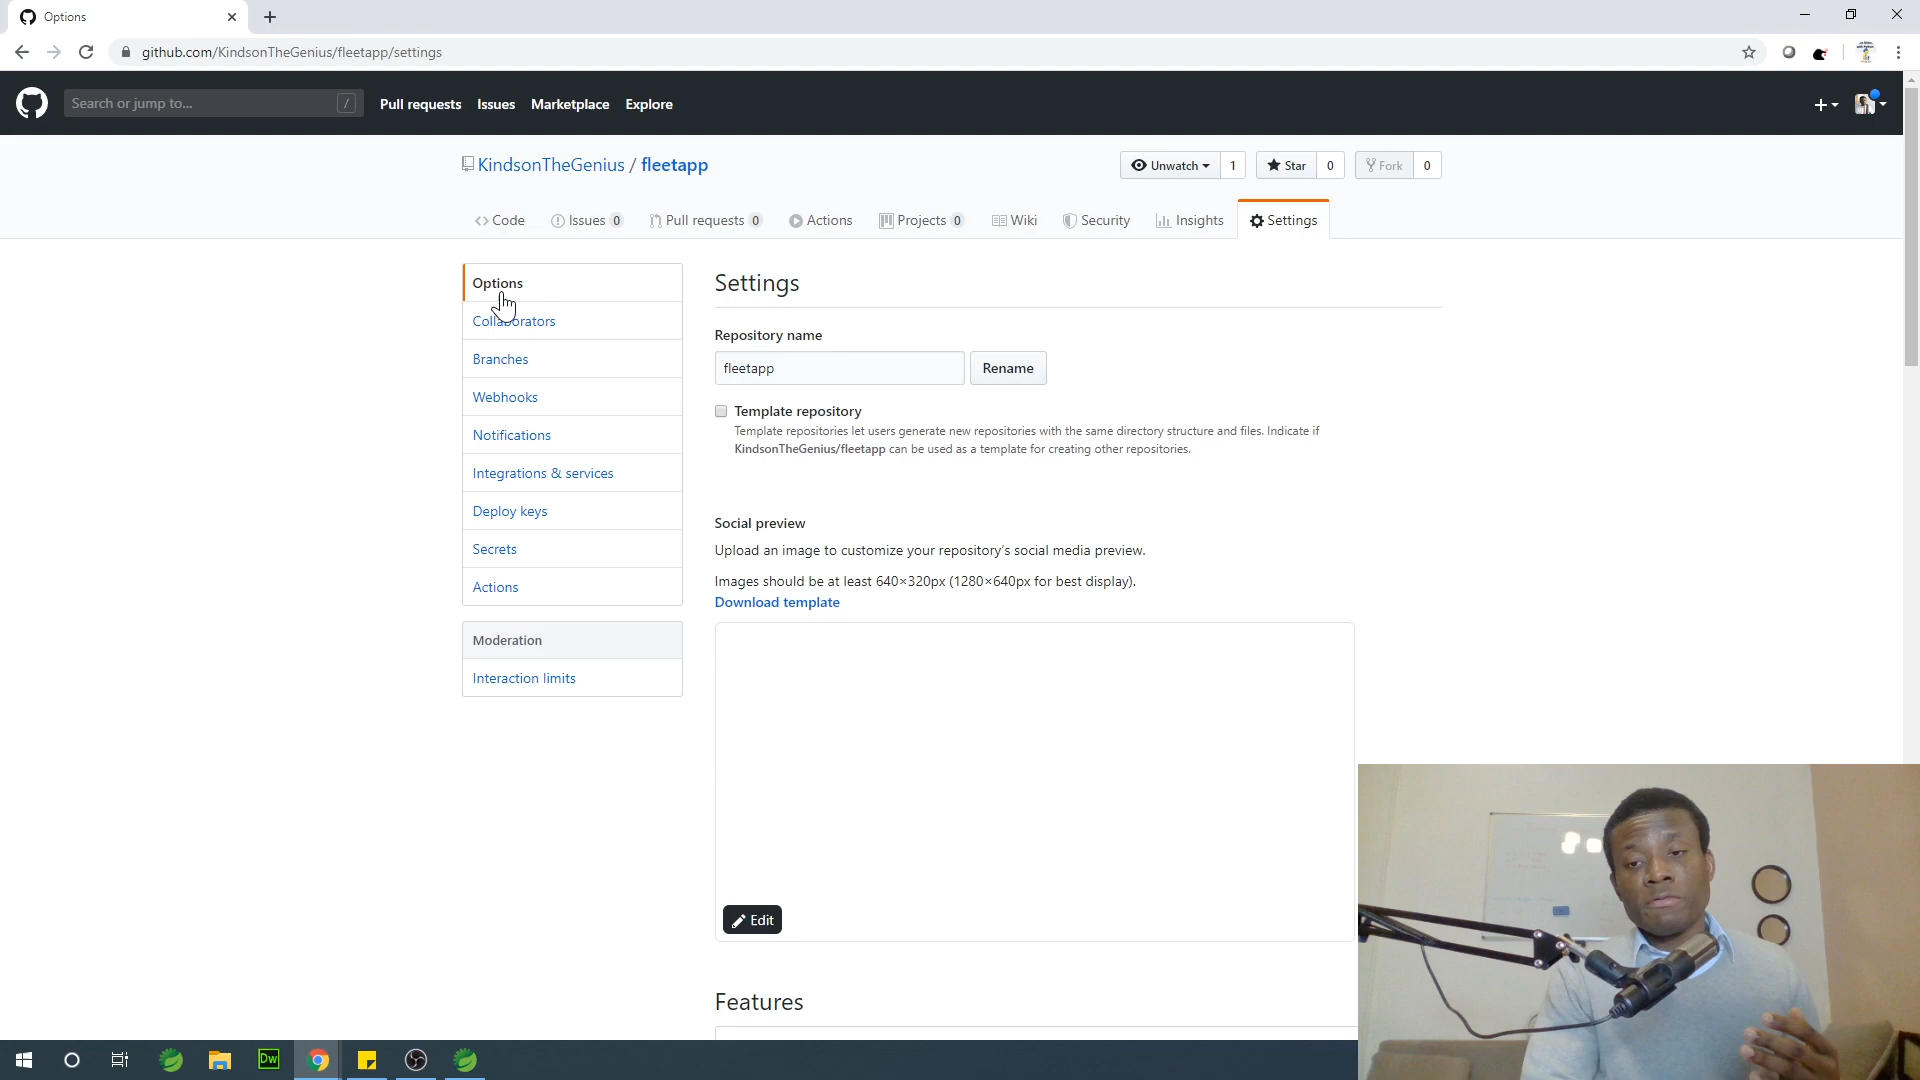 Options
github.com/KindsonTheGenius/fleetapp/settings
Search or jump to... /
Pull requests Issues Marketplace Explore
KindsonTheGenius / fleetapp
Unwatch 1 Star 0 Fork 0
Code Issues 0 Pull requests 0 Actions Projects 0 Wiki Security Insights Settings
Options
Collaborators
Branches
Webhooks
Notifications
Integrations & services
Deploy keys
Secrets
Actions
Moderation
Interaction limits
Settings
Repository name
fleetapp Rename
Template repository
Template repositories let users generate new repositories with the same directory structure and files. Indicate if
KindsonTheGenius/fleetapp can be used as a template for creating other repositories.
Social preview
Upload an image to customize your repository's social media preview.
Images should be at least 640×320px (1280×640px for best display).
Download template
Edit
Features
Dw